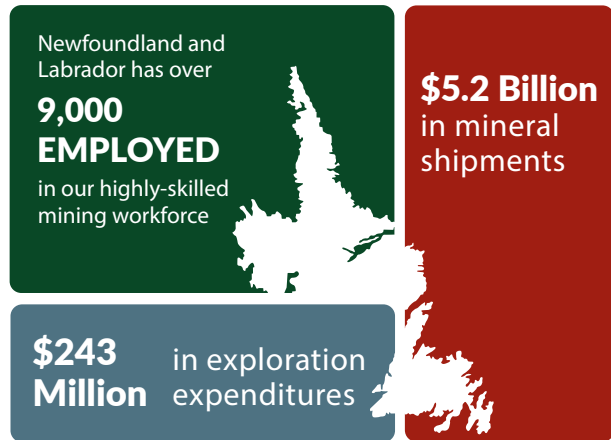 Newfoundland and
Labrador has over
9,000
EMPLOYED
in our highly-skilled
mining workforce
$5.2 Billion
in mineral
shipments
$243
Million
in exploration
expenditures